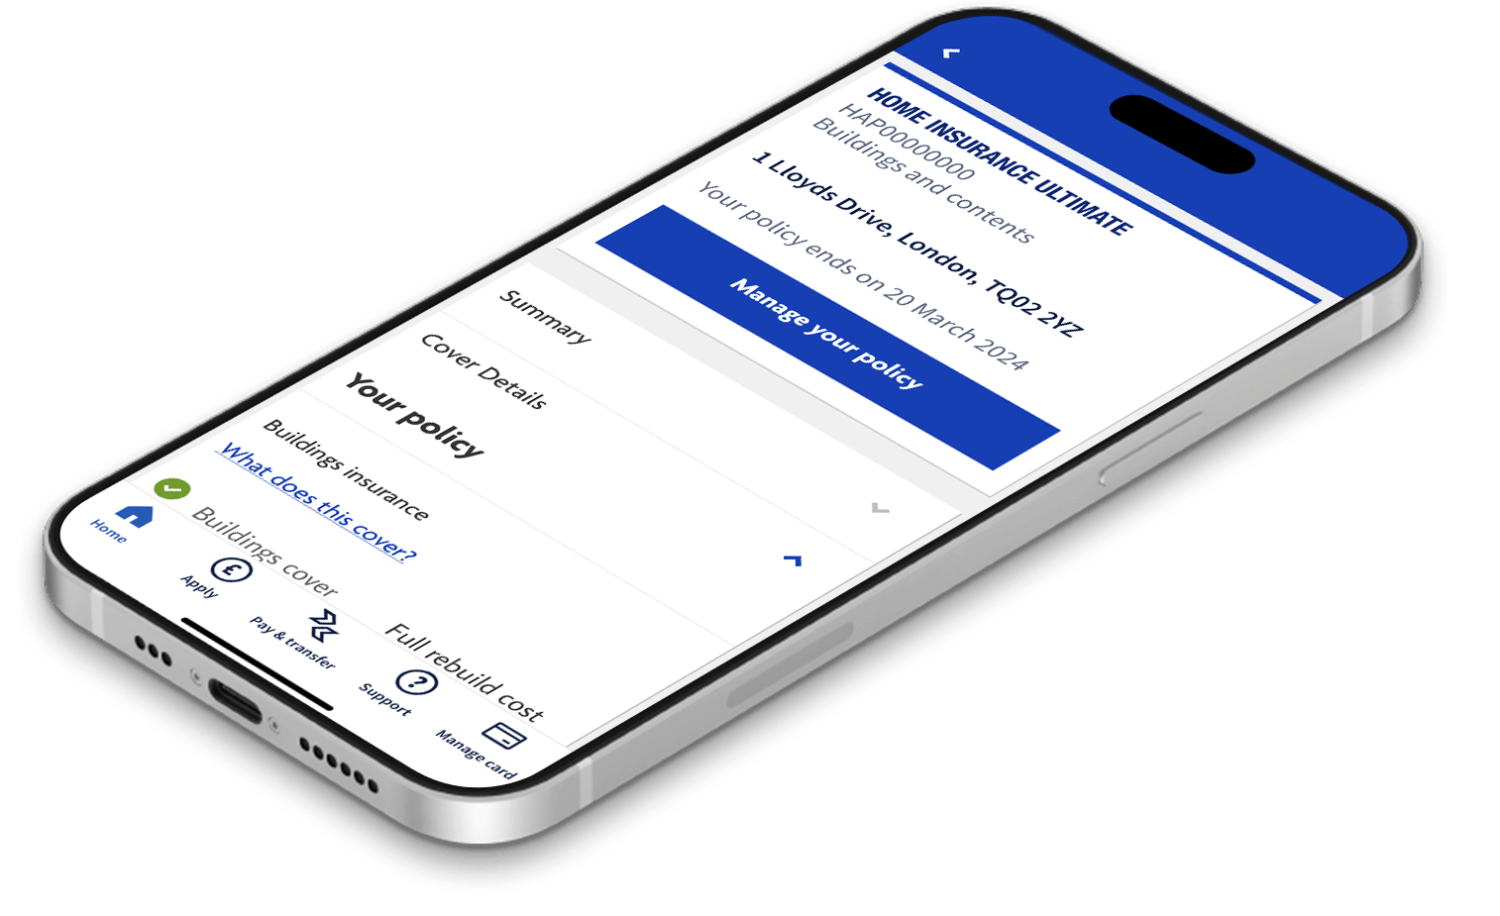 HOME INSURANCE ULTIMATE
HAP00000000
Buildings and contents
1 Lloyds Drive, London, TQ02 2YZ
Your policy ends on 20 March 2024
Manage your policy
Summary
Cover Details
Your policy
Buildings insurance
What does this cover?
Buildings cover
Full rebuild cost
Home
Apply
Pay & transfer
Support
Manage card